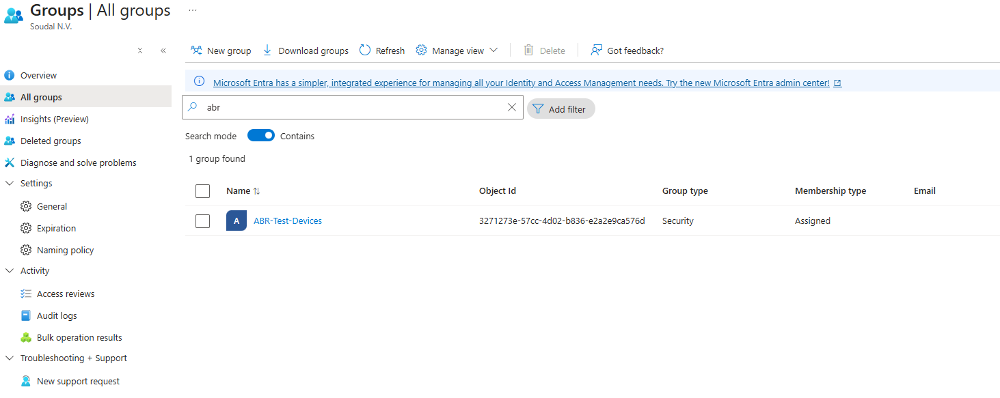 Groups | All groups ...
Soudal N.V.
New group Download groups Refresh Manage view Delete Got feedback?
Overview
All groups
Insights (Preview)
Deleted groups
Diagnose and solve problems
Settings
General
Expiration
Naming policy
Activity
Access reviews
Audit logs
Bulk operation results
Troubleshooting + Support
New support request
Microsoft Entra has a simpler, integrated experience for managing all your Identity and Access Management needs. Try the new Microsoft Entra admin center!
abr
Add filter
Search mode Contains
1 group found
Name Object Id Group type Membership type Email
A ABR-Test-Devices 3271273e-57cc-4d02-b836-e2a2e9ca576d Security Assigned